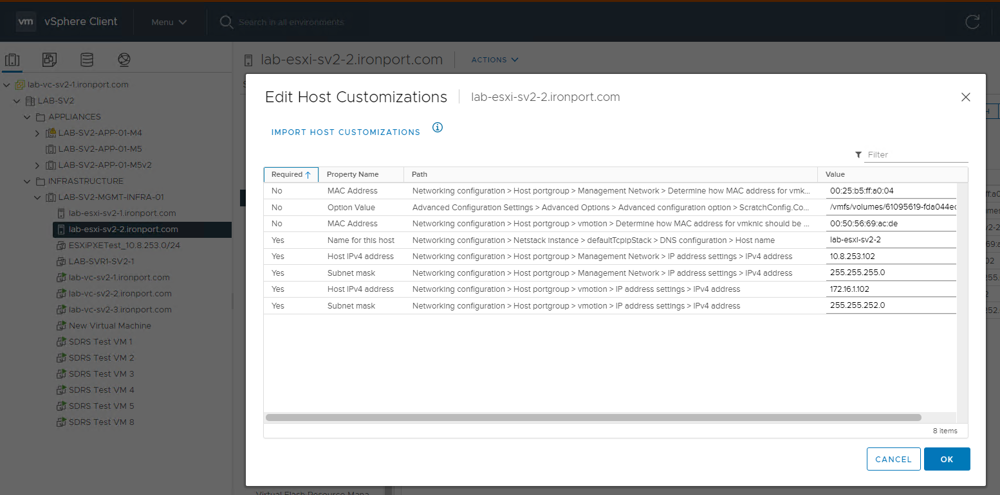 vm vSphere Client Menu Search in all environments
lab-esxi-sv2-2.ironport.com ACTIONS
lab-vc-sv2-1.ironport.com
LAB-SV2
APPLIANCES
LAB-SV2-APP-01-M4
LAB-SV2-APP-01-M5
LAB-SV2-APP-01-M5v2
INFRASTRUCTURE
LAB-SV2-MGMT-INFRA-01
lab-esxi-sv2-1.ironport.com
lab-esxi-sv2-2.ironport.com
ESXiPXETest_10.8.253.0/24
LAB-SVR1-SV2-1
lab-vc-sv2-1.ironport.com
lab-vc-sv2-2.ironport.com
lab-vc-sv2-3.ironport.com
New Virtual Machine
SDRS Test VM 1
SDRS Test VM 2
SDRS Test VM 3
SDRS Test VM 4
SDRS Test VM 5
SDRS Test VM 8
Edit Host Customizations lab-esxi-sv2-2.ironport.com
IMPORT HOST CUSTOMIZATIONS
Filter
Required Property Name Path Value
No MAC Address Networking configuration > Host portgroup > Management Network > Determine how MAC address for vmk... 00:25:b5:ff:a0:04
No Option Value Advanced Configuration Settings > Advanced Options > Advanced configuration option > ScratchConfig.Co... /vmfs/volumes/61095619-fda044ec
No MAC Address Networking configuration > Host portgroup > vmotion > Determine how MAC address for vmknic should be ... 00:50:56:69:ac:de
Yes Name for this host Networking configuration > Netstack Instance > defaultTcpipStack > DNS configuration > Host name lab-esxi-sv2-2
Yes Host IPv4 address Networking configuration > Host portgroup > Management Network > IP address settings > IPv4 address 10.8.253.102
Yes Subnet mask Networking configuration > Host portgroup > Management Network > IP address settings > IPv4 address 255.255.255.0
Yes Host IPv4 address Networking configuration > Host portgroup > vmotion > IP address settings > IPv4 address 172.16.1.102
Yes Subnet mask Networking configuration > Host portgroup > vmotion > IP address settings > IPv4 address 255.255.252.0
8 items
CANCEL OK